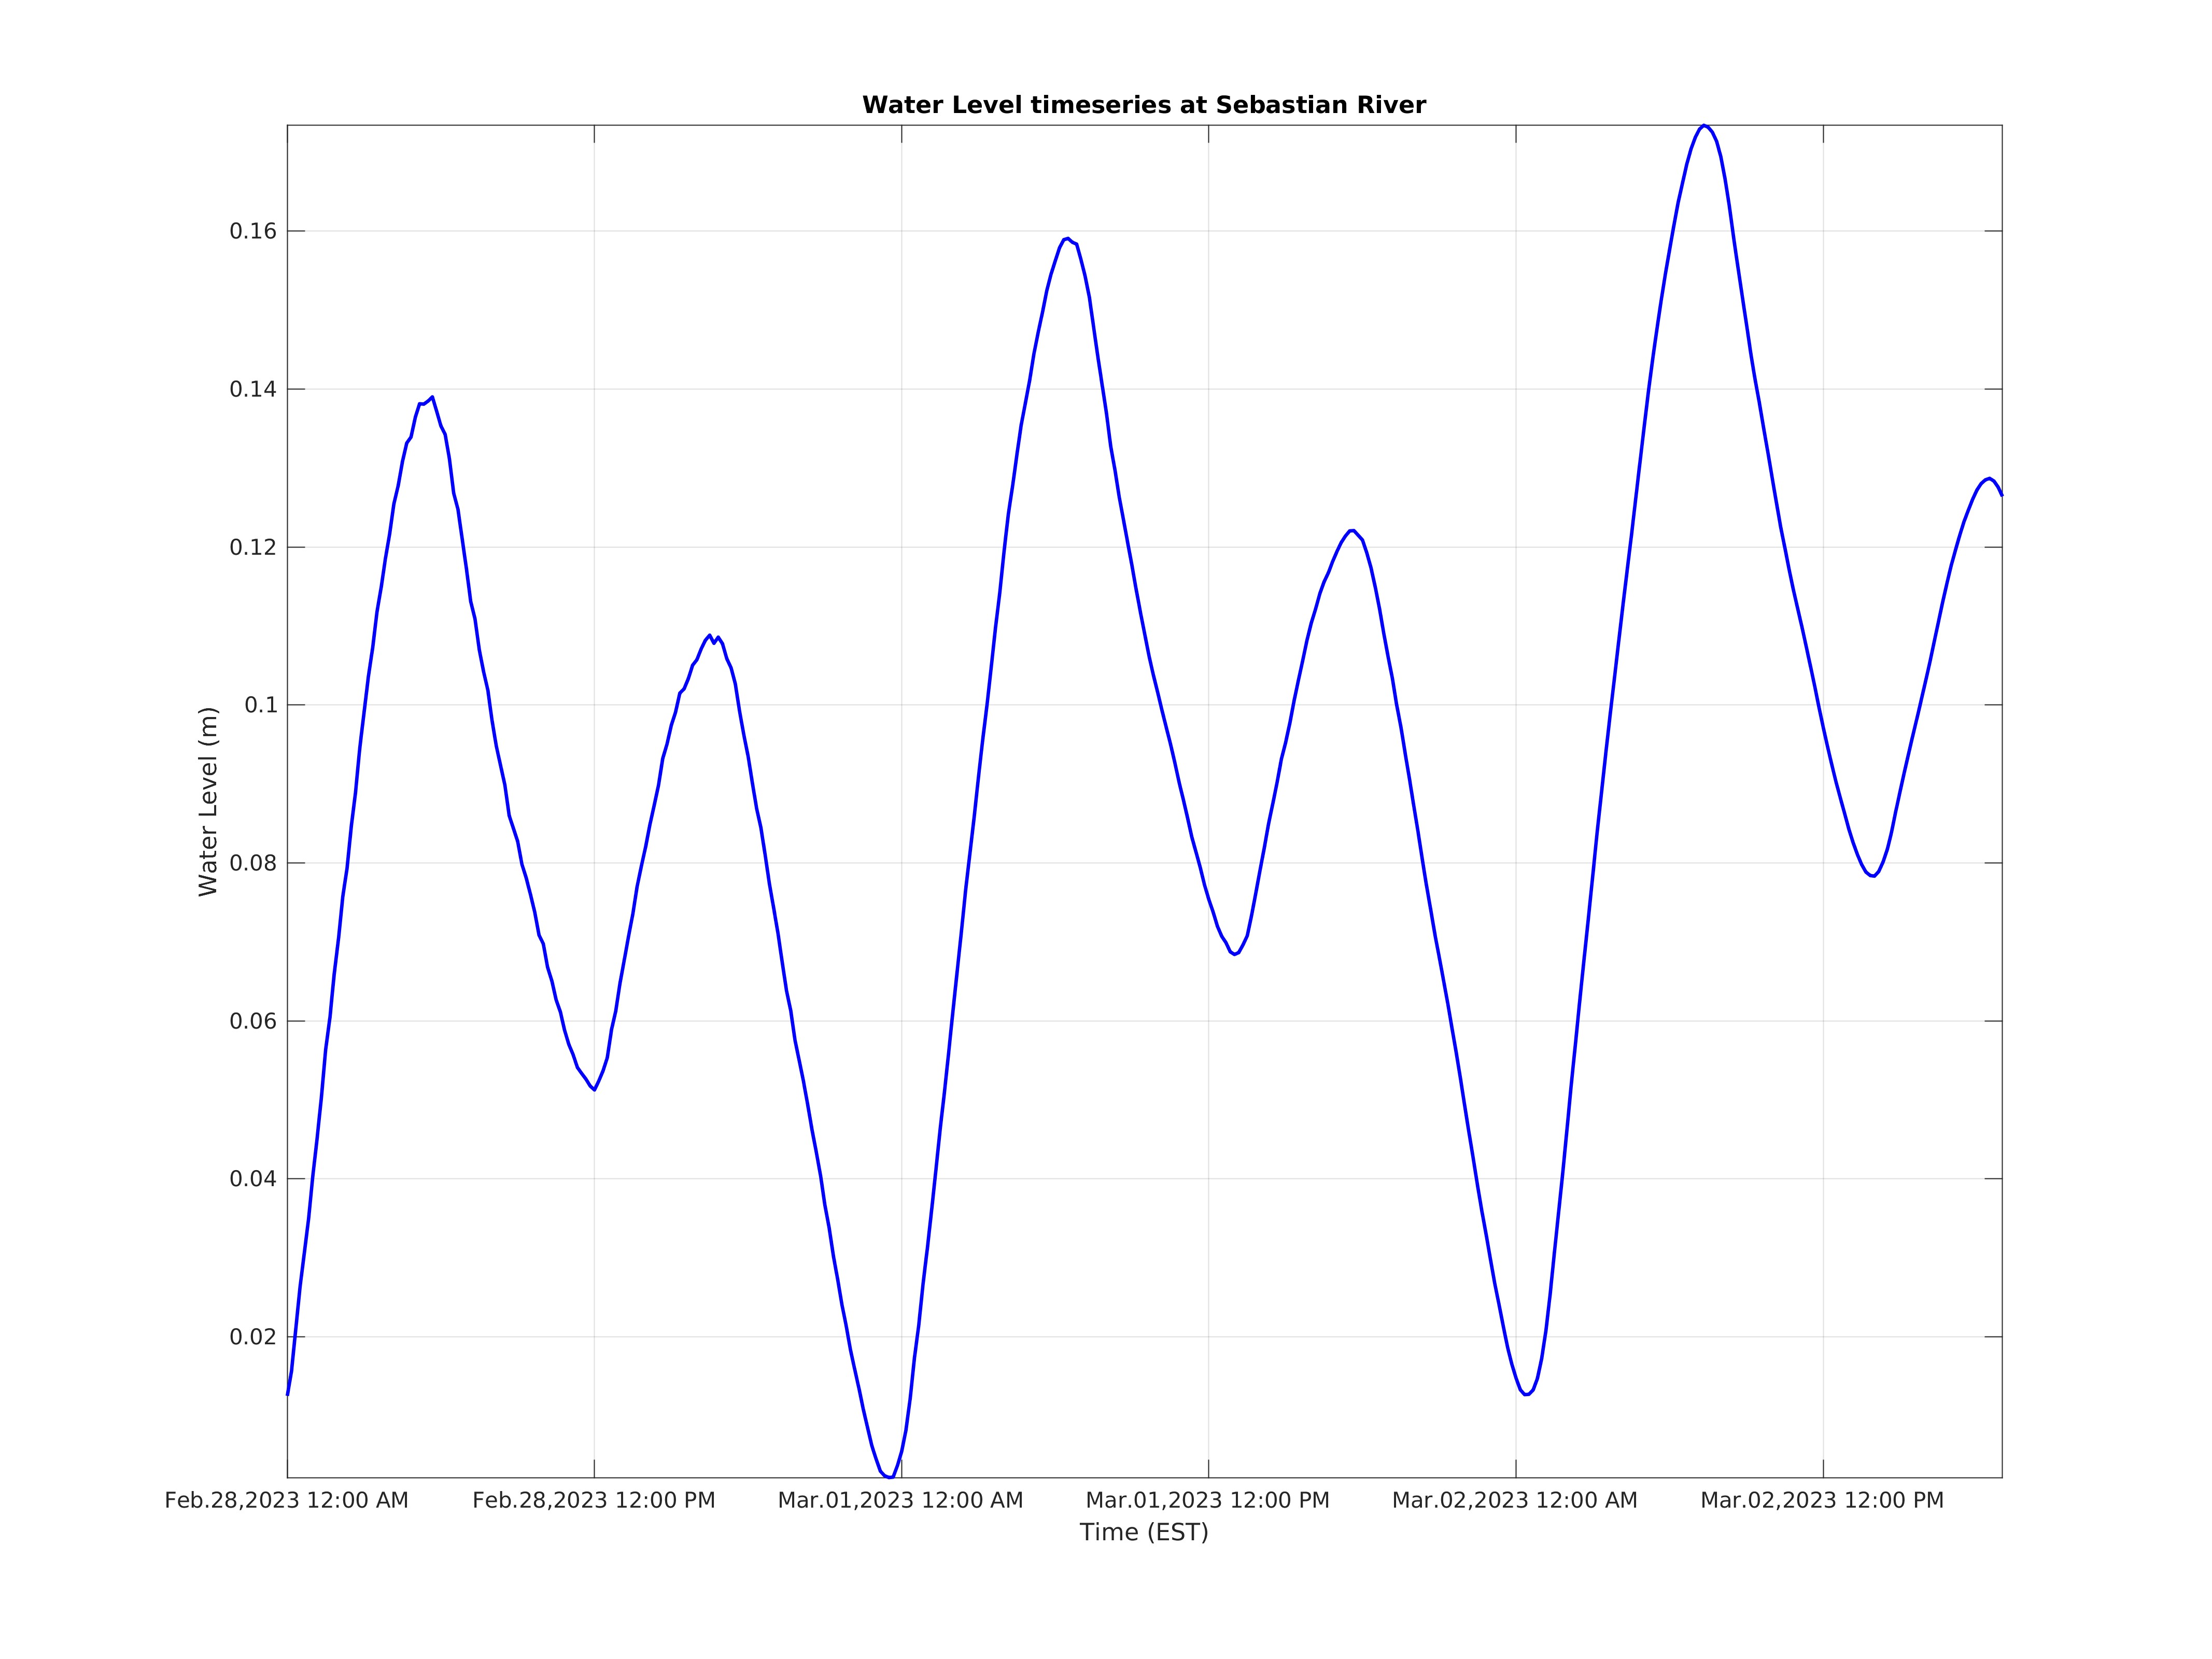 Water Level timeseries at Sebastian River
0.16
0.14
0.12
0.1
0.08
0.06
0.04
0.02
Water Level (m)
Feb.28,2023 12:00 AM Feb.28,2023 12:00 PM Mar.01,2023 12:00 AM Mar.01,2023 12:00 PM Mar.02,2023 12:00 AM Mar.02,2023 12:00 PM
Time (EST)